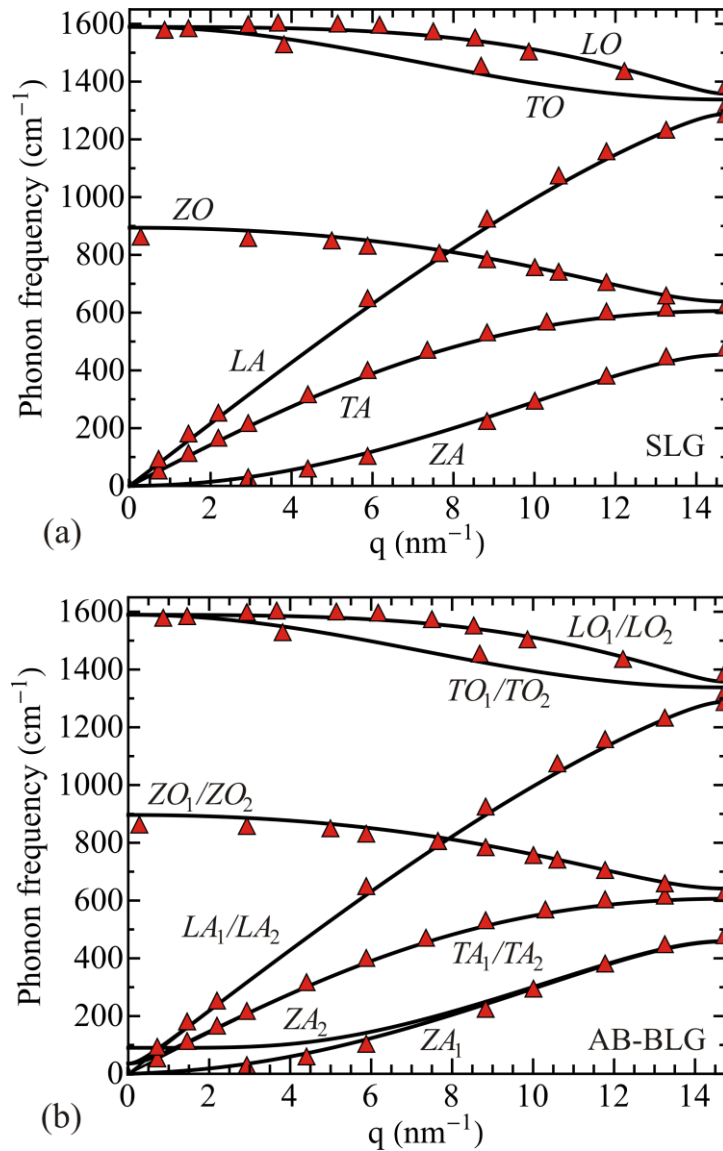 1600
LO
1400
TO
1200
1000
ZO
800
600
LA
400
TA
200
ZA
SLG
0
0 2 4 6 8 10 12 14
Phonon frequency (cm⁻¹)
q (nm⁻¹)
(a)
1600
LO₁/LO₂
1400
TO₁/TO₂
1200
1000
ZO₁/ZO₂
800
600
LA₁/LA₂
400
TA₁/TA₂
200
ZA₂
ZA₁
AB-BLG
0
0 2 4 6 8 10 12 14
Phonon frequency (cm⁻¹)
q (nm⁻¹)
(b)